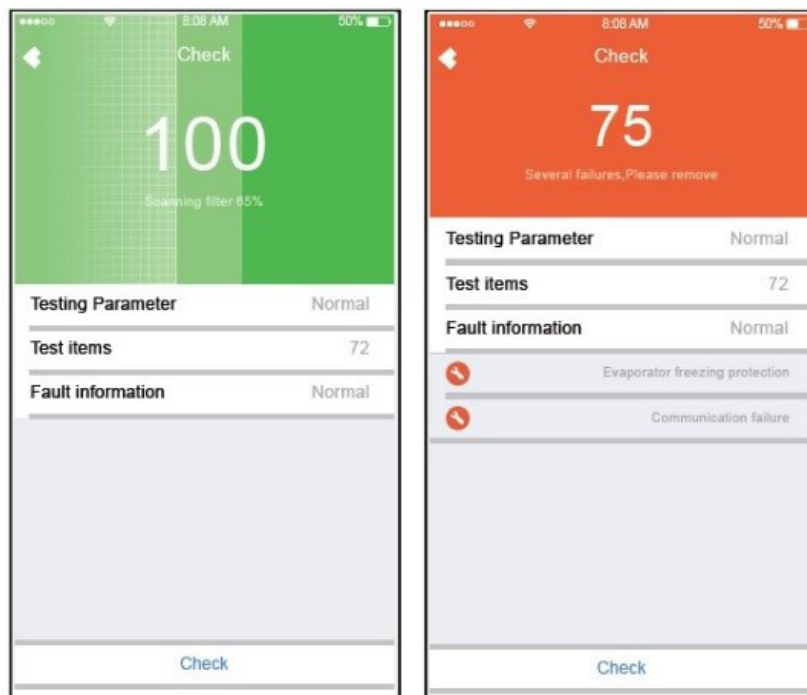 8:08 AM 50%
Check
100
Scanning filter 65%
Testing Parameter Normal
Test items 72
Fault information Normal
Check
8:08 AM 50%
Check
75
Several failures,Please remove
Testing Parameter Normal
Test items 72
Fault information Normal
Evaporator freezing protection
Communication failure
Check